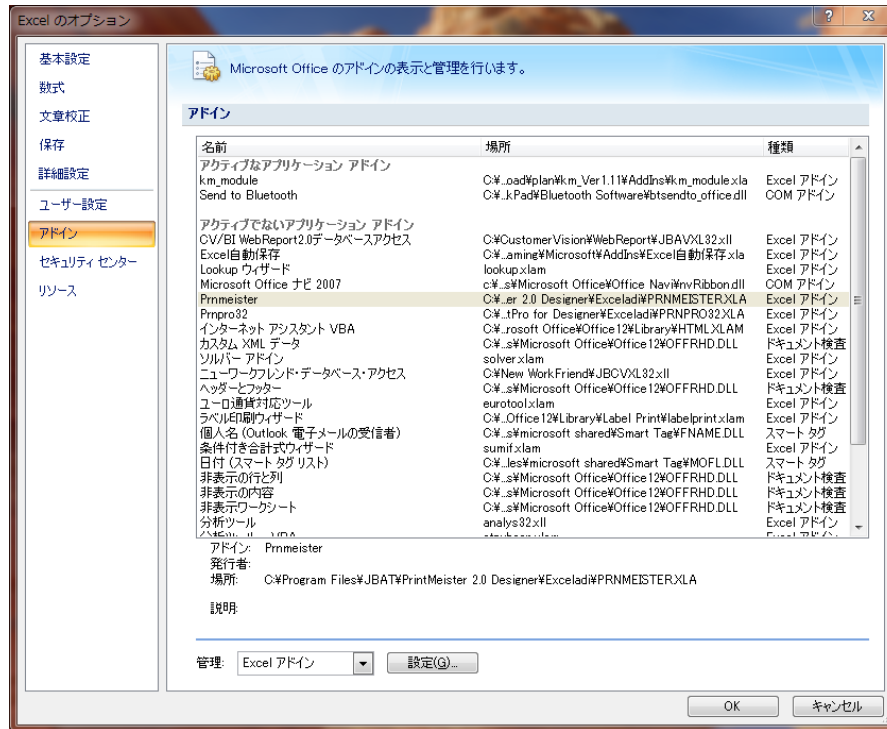 Excel のオプション
基本設定
数式
文章校正
保存
詳細設定
ユーザー設定
アドイン
セキュリティ センター
リソース
Microsoft Office のアドインの表示と管理を行います。
アドイン
名前 場所 種類
アクティブなアプリケーション アドイン
km_module C:¥...oad¥plan¥km_Ver1.11¥AddIns¥km_module.xla Excel アドイン
Send to Bluetooth C:¥...kPad¥Bluetooth Software¥btsendto_office.dll COM アドイン
アクティブでないアプリケーション アドイン
CV/BI WebReport2.0データベースアクセス C:¥CustomerVision¥WebReport¥JBAVXL32.xll Excel アドイン
Excel自動保存 C:¥...aming¥Microsoft¥AddIns¥Excel自動保存.xla Excel アドイン
Lookup ウィザード lookup.xlam Excel アドイン
Microsoft Office ナビ 2007 c:¥...s¥Microsoft Office¥Office Navi¥nvRibbon.dll COM アドイン
Prnmeister C:¥...er 2.0 Designer¥Exceladi¥PRNMEISTER.XLA Excel アドイン
Prnpro32 C:¥...tPro for Designer¥Exceladi¥PRNPRO32.XLA Excel アドイン
インターネット アシスタント VBA C:¥...rosoft Office¥Office12¥Library¥HTML.XLAM Excel アドイン
カスタム XML データ C:¥...s¥Microsoft Office¥Office12¥OFFRHD.DLL ドキュメント検査
ソルバー アドイン solver.xlam Excel アドイン
ニューワークフレンド・データベース・アクセス C:¥New WorkFriend¥JBCVXL32.xll Excel アドイン
ヘッダーとフッター C:¥...s¥Microsoft Office¥Office12¥OFFRHD.DLL ドキュメント検査
ユーロ通貨対応ツール eurotool.xlam Excel アドイン
ラベル印刷ウィザード C:¥...Office12¥Library¥Label Print¥labelprint.xlam Excel アドイン
個人名 (Outlook 電子メールの受信者) C:¥...s¥microsoft shared¥Smart Tag¥FNAME.DLL スマート タグ
条件付き合計式ウィザード sumif.xlam Excel アドイン
日付 (スマート タグ リスト) C:¥...les¥microsoft shared¥Smart Tag¥MOFL.DLL スマート タグ
非表示の行と列 C:¥...s¥Microsoft Office¥Office12¥OFFRHD.DLL ドキュメント検査
非表示の内容 C:¥...s¥Microsoft Office¥Office12¥OFFRHD.DLL ドキュメント検査
非表示ワークシート C:¥...s¥Microsoft Office¥Office12¥OFFRHD.DLL ドキュメント検査
分析ツール analys32.xll Excel アドイン
アドイン: Prnmeister
発行者:
場所: C:¥Program Files¥JBAT¥PrintMeister 2.0 Designer¥Exceladi¥PRNMEISTER.XLA
説明:
管理: Excel アドイン 設定(G)...
OK キャンセル